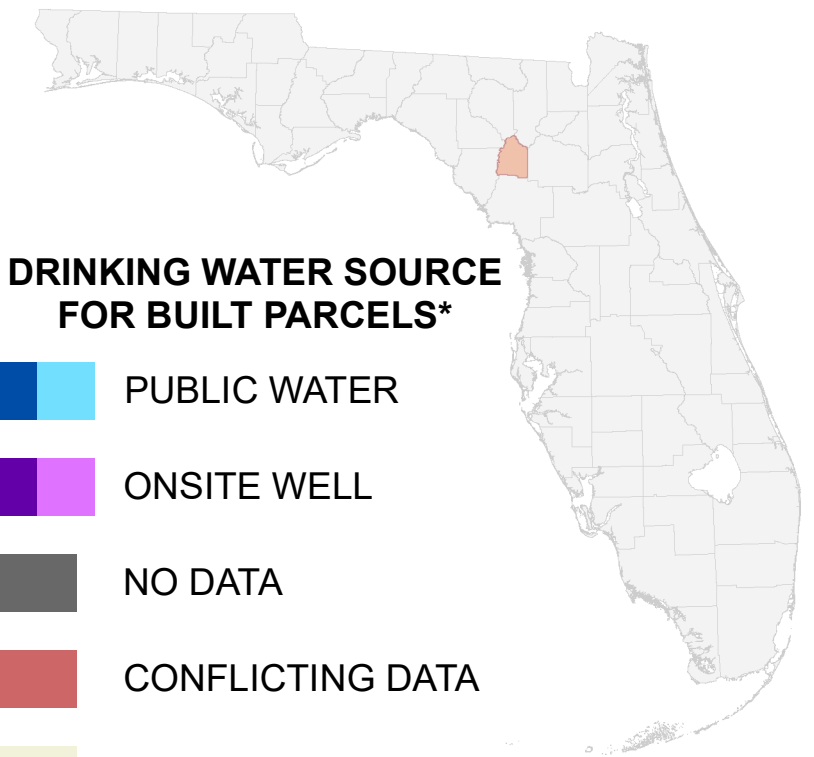 DRINKING WATER SOURCE
FOR BUILT PARCELS*
PUBLIC WATER
ONSITE WELL
NO DATA
CONFLICTING DATA